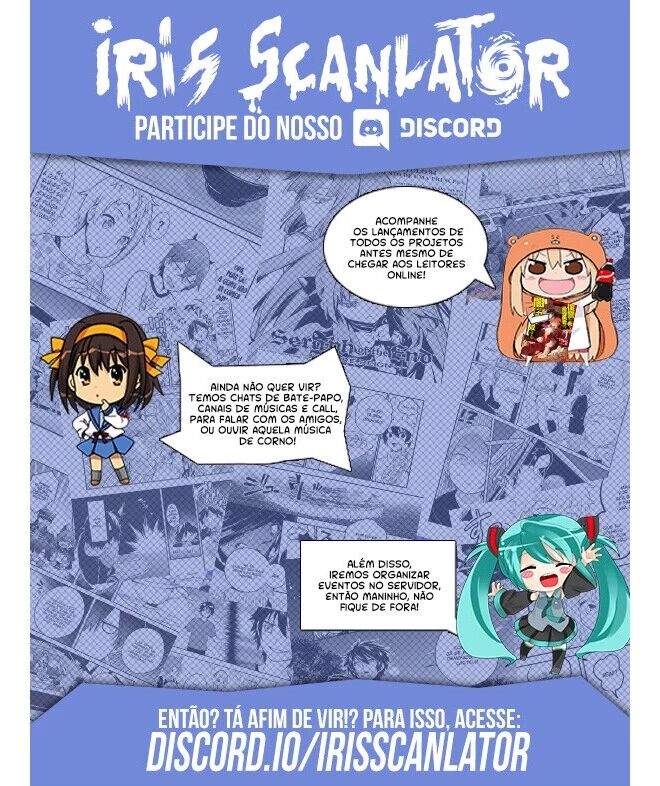 IRIS SCANLATOR
PARTICIPE DO NOSSO DISCORD
ACOMPANHE
OS LANÇAMENTOS DE
TODOS OS PROJETOS
ANTES MESMO DE
CHEGAR AOS LEITORES
ONLINE!
AINDA NÃO QUER VIR?
TEMOS CHATS DE BATE-PAPO,
CANAIS DE MÚSICAS E CALL,
PARA FALAR COM OS AMIGOS,
OU OUVIR AQUELA MÚSICA
DE CORNO!
ALÉM DISSO,
IREMOS ORGANIZAR
EVENTOS NO SERVIDOR,
ENTÃO MANINHO, NÃO
FIQUE DE FORA!
ENTÃO? TÁ AFIM DE VIR!? PARA ISSO, ACESSE:
DISCORD.IO/IRISSCANLATOR